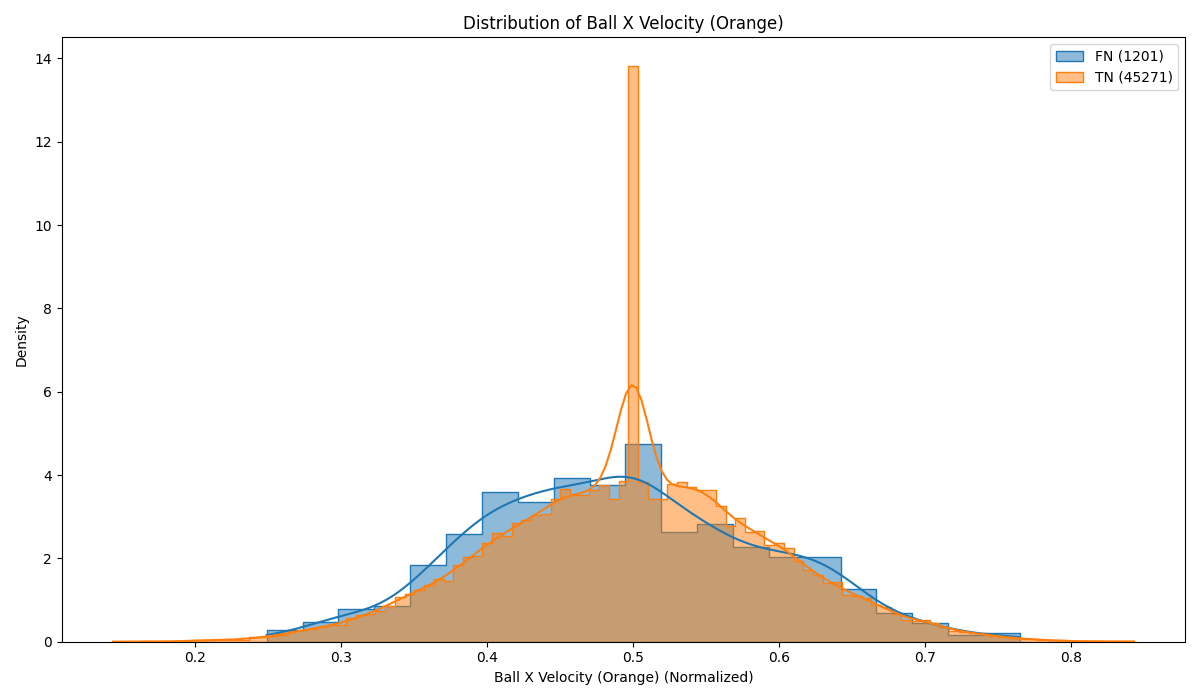 Distribution of Ball X Velocity (Orange)
FN (1201)
TN (45271)
14
12
10
8
6
4
2
0
Density
0.2 0.3 0.4 0.5 0.6 0.7 0.8
Ball X Velocity (Orange) (Normalized)